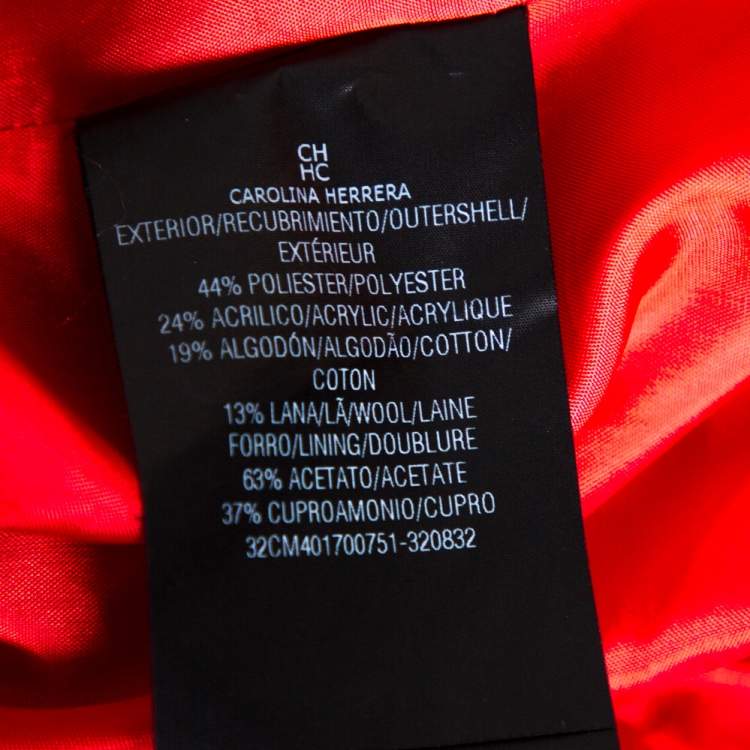 CH
HC
CAROLINA HERRERA
EXTERIOR/RECUBRIMIENTO/OUTERSHELL/
EXTÉRIEUR
44% POLIESTER/POLYESTER
24% ACRILICO/ACRYLIC/ACRYLIQUE
19% ALGODÓN/ALGODÃO/COTTON/
COTON
13% LANA/LÃ/WOOL/LAINE
FORRO/LINING/DOUBLURE
63% ACETATO/ACETATE
37% CUPROAMONIO/CUPRO
32CM401700751-320832